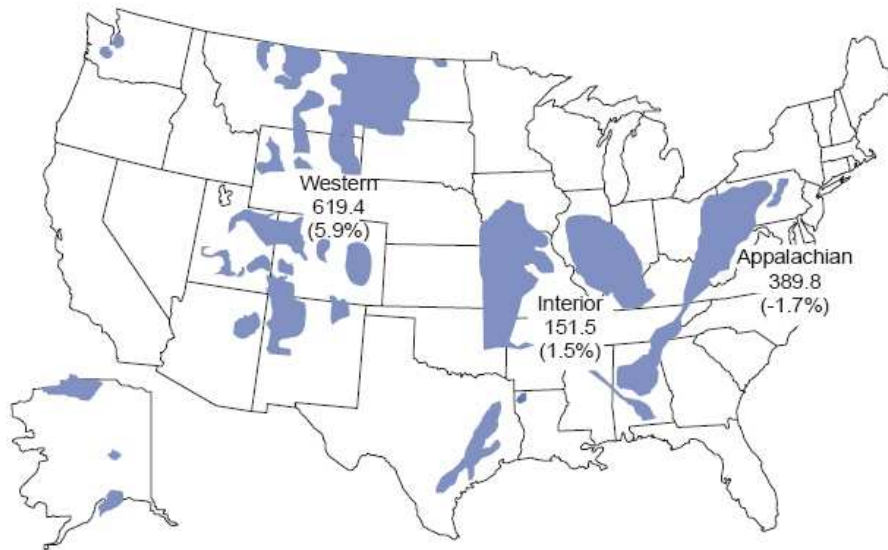 Western
619.4
(5.9%)
Appalachian
389.8
(-1.7%)
Interior
151.5
(1.5%)